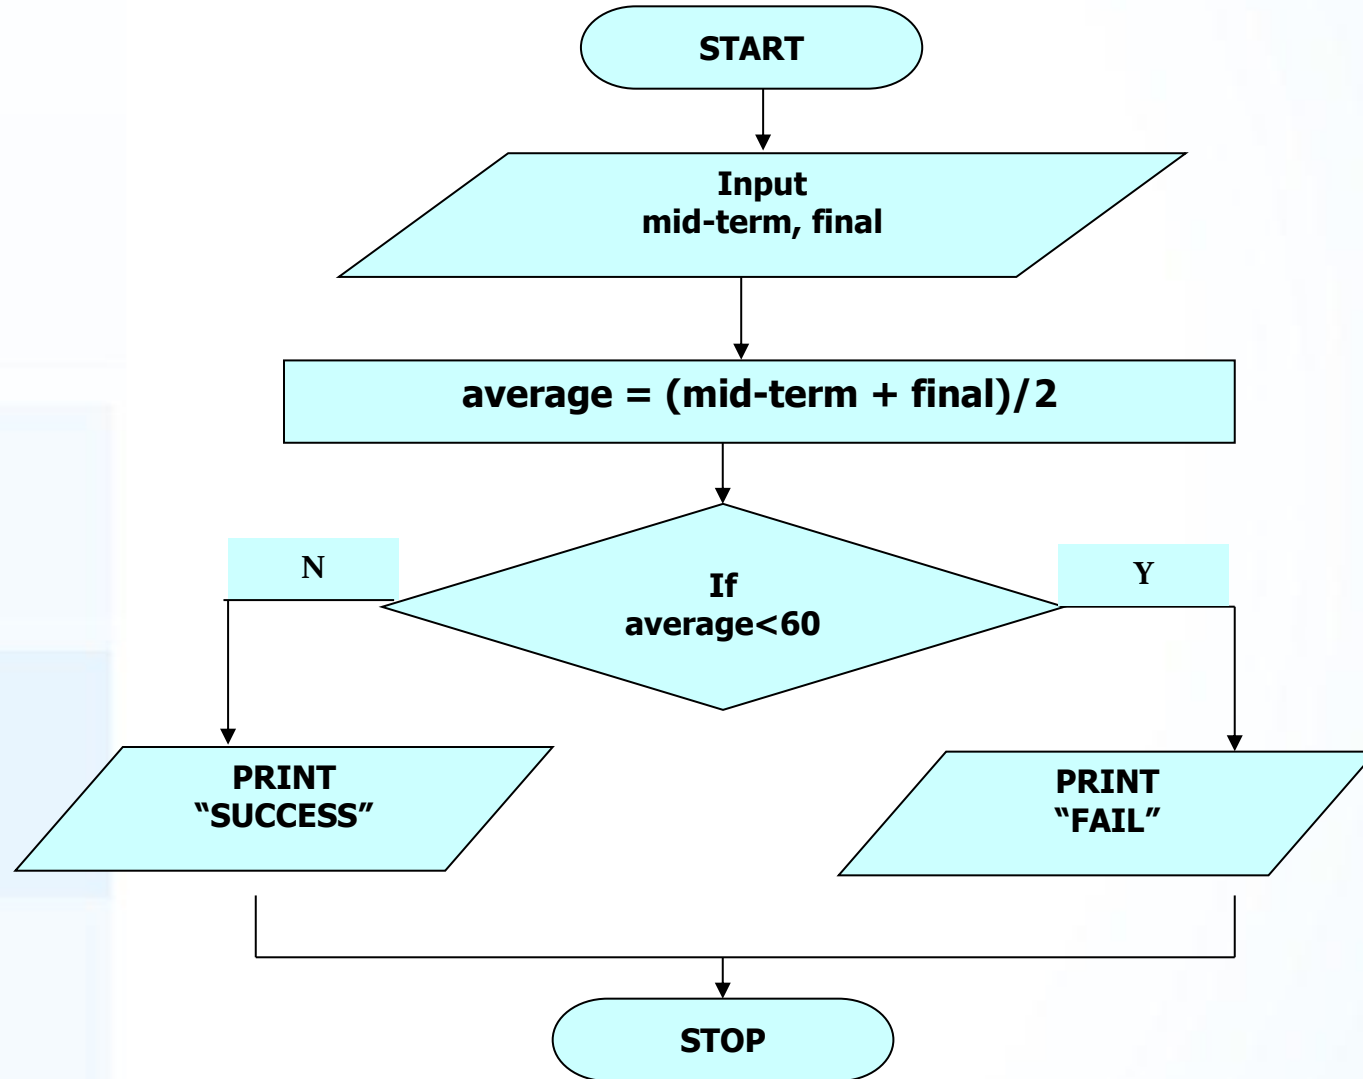 START
Input
mid-term, final
average = (mid-term + final)/2
If
average<60
N
Y
PRINT
“SUCCESS”
PRINT
“FAIL”
STOP